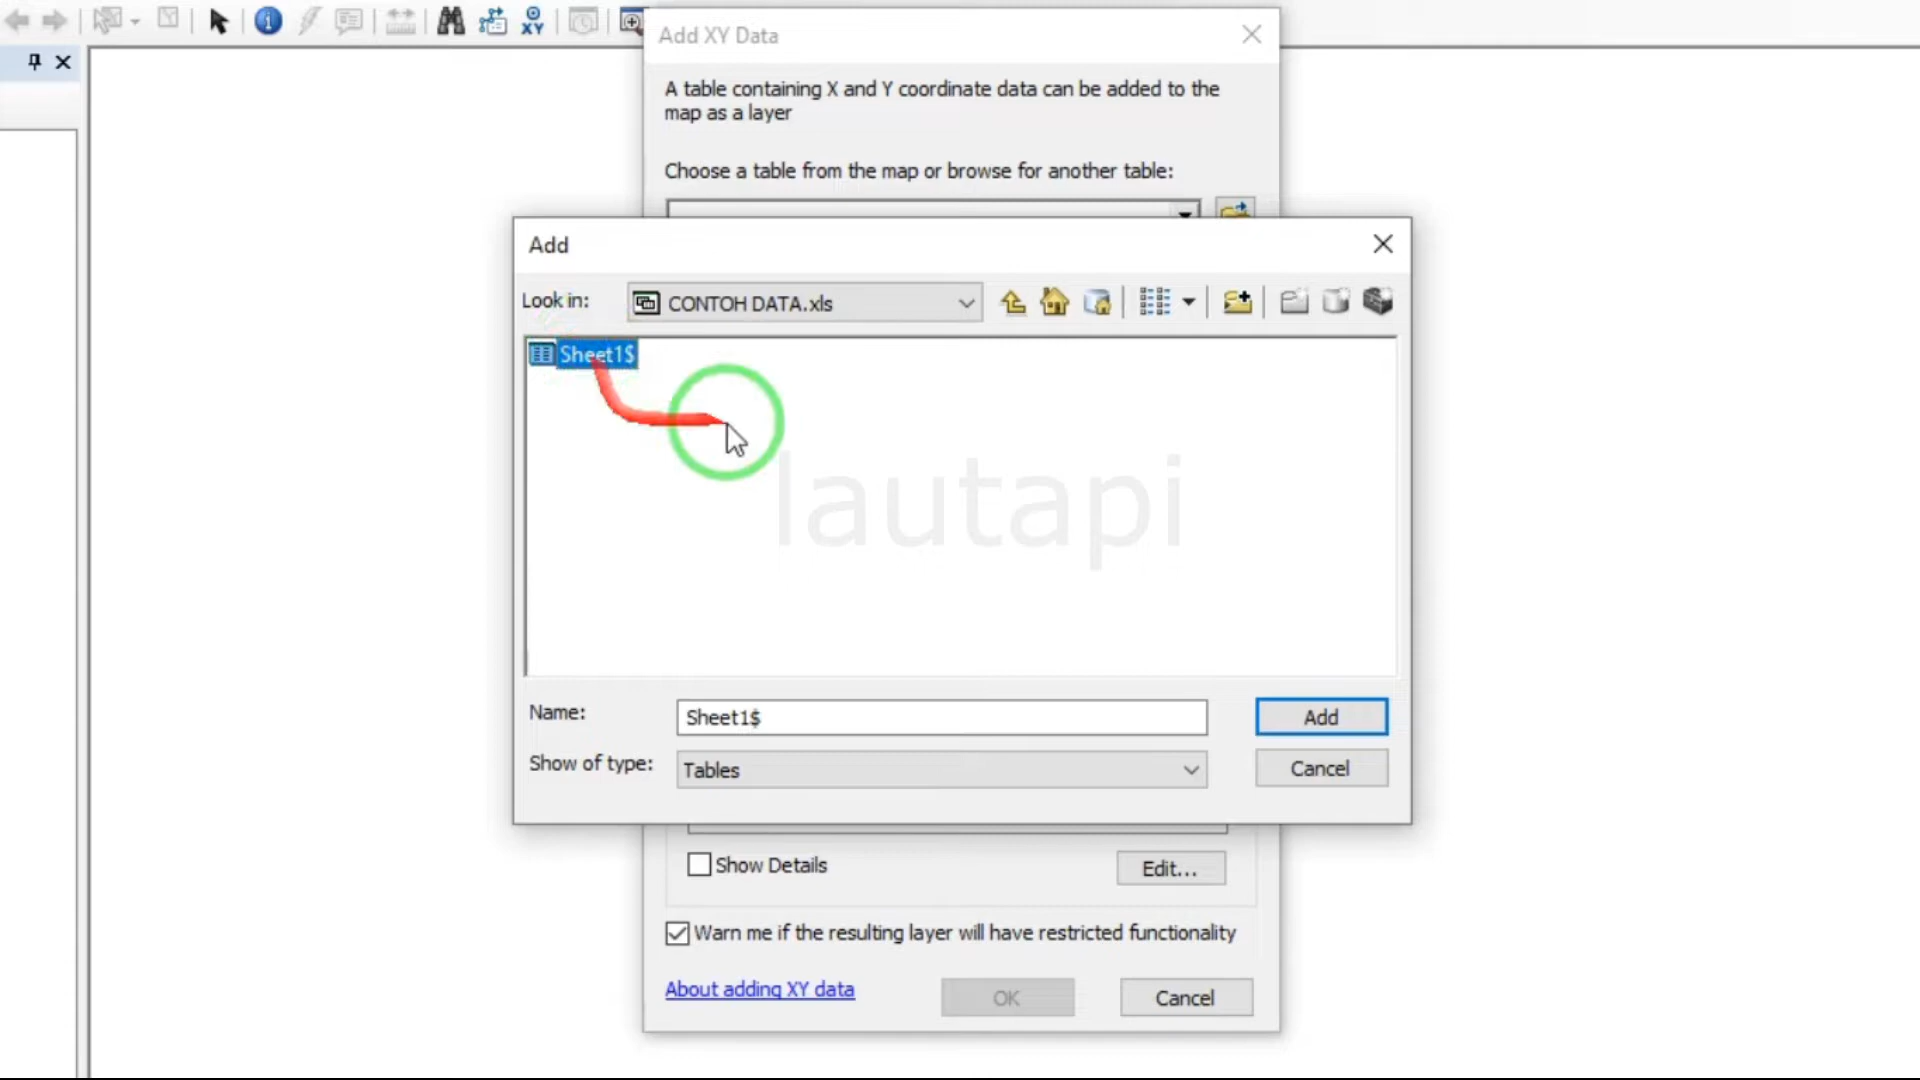 XY
Add XY Data
A table containing X and Y coordinate data can be added to the
map as a layer
Choose a table from the map or browse for another table:
Add
Look in:
CONTOH DATA.xls
Sheet1$
lautapi
Name:
Sheet1$
Add
Show of type:
Tables
Cancel
Show Details
Edit...
Warn me if the resulting layer will have restricted functionality
About adding XY data
OK
Cancel